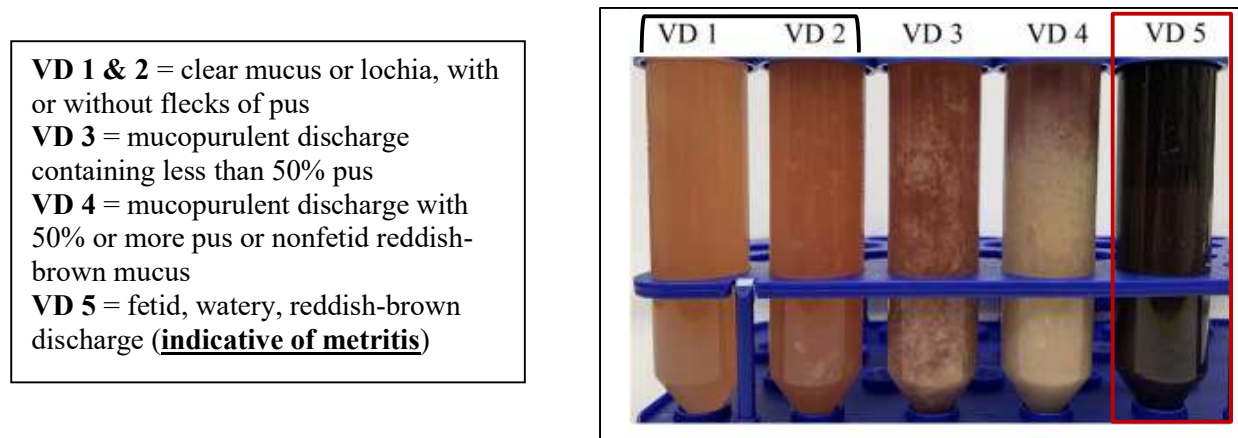 VD 1 & 2 = clear mucus or lochia, with
or without flecks of pus
VD 3 = mucopurulent discharge
containing less than 50% pus
VD 4 = mucopurulent discharge with
50% or more pus or nonfetid reddish-
brown mucus
VD 5 = fetid, watery, reddish-brown
discharge (indicative of metritis)
VD 1 VD 2 VD 3 VD 4 VD 5